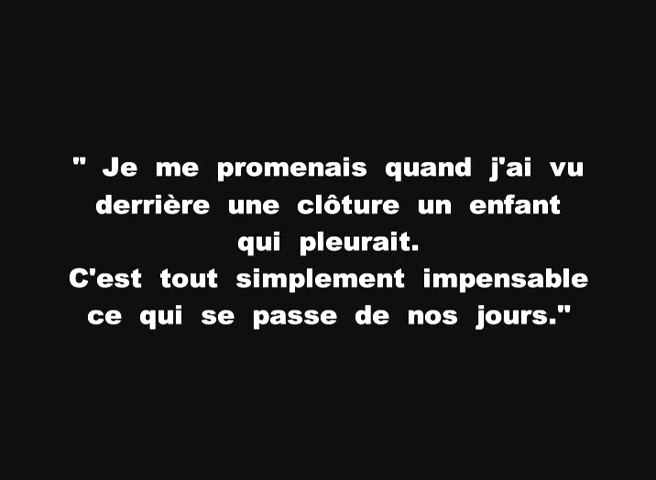 " Je me promenais quand j'ai vu
derrière une clôture un enfant
qui pleurait.
C'est tout simplement impensable
ce qui se passe de nos jours."